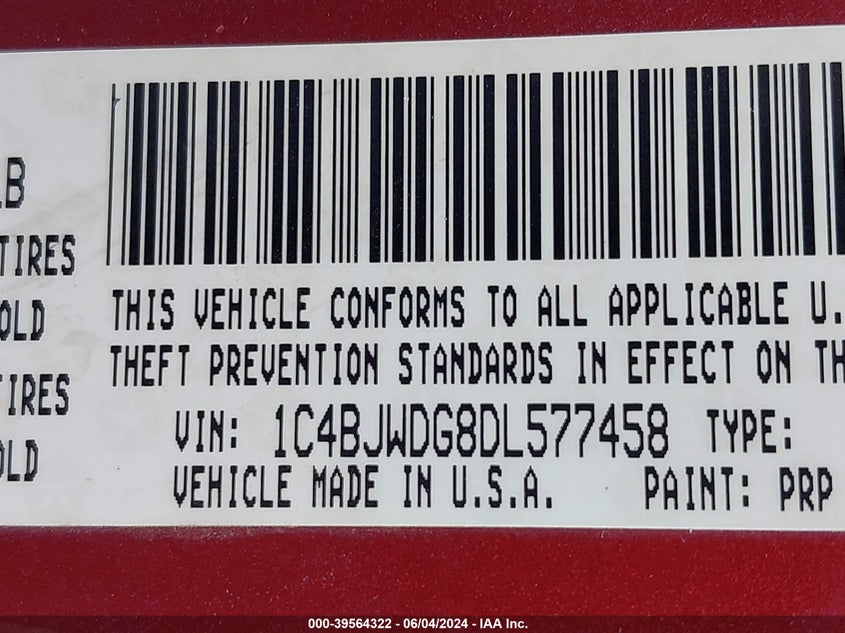 LB
TIRES
OLD
TIRES
OLD
THIS VEHICLE CONFORMS TO ALL APPLICABLE U.
THEFT PREVENTION STANDARDS IN EFFECT ON TH
VIN: 1C4BJWDG8DL577458 TYPE:
VEHICLE MADE IN U.S.A. PAINT: PRP
000-39564322 - 06/04/2024 - IAA Inc.